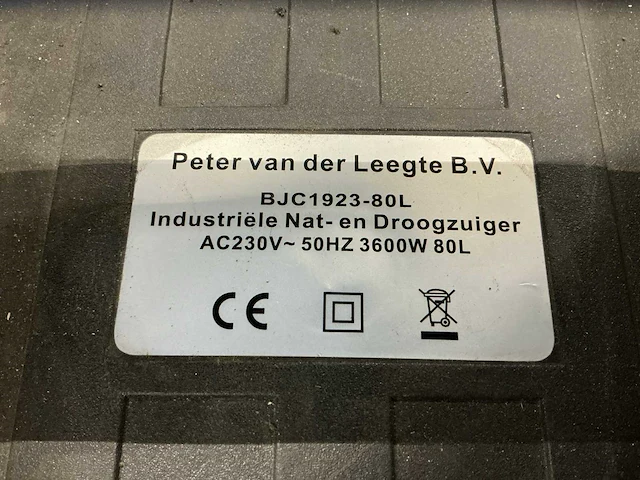 Peter van der Leegte B.V.
BJC1923-80L
Industriële Nat- en Droogzuiger
AC230V~ 50HZ 3600W 80L
CE